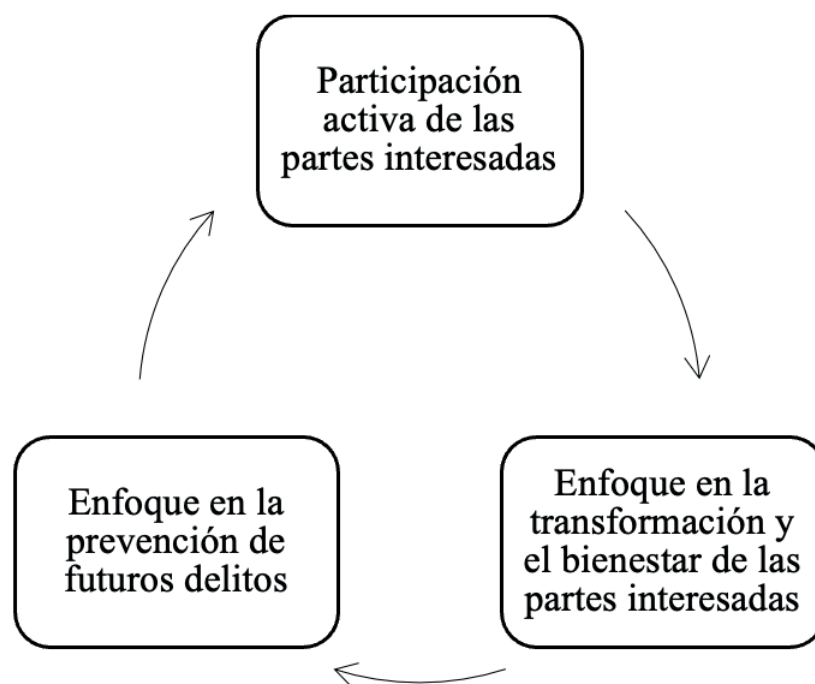 Participación
activa de las
partes interesadas
Enfoque en la
transformación y
el bienestar de las
partes interesadas
Enfoque en la
prevención de
futuros delitos